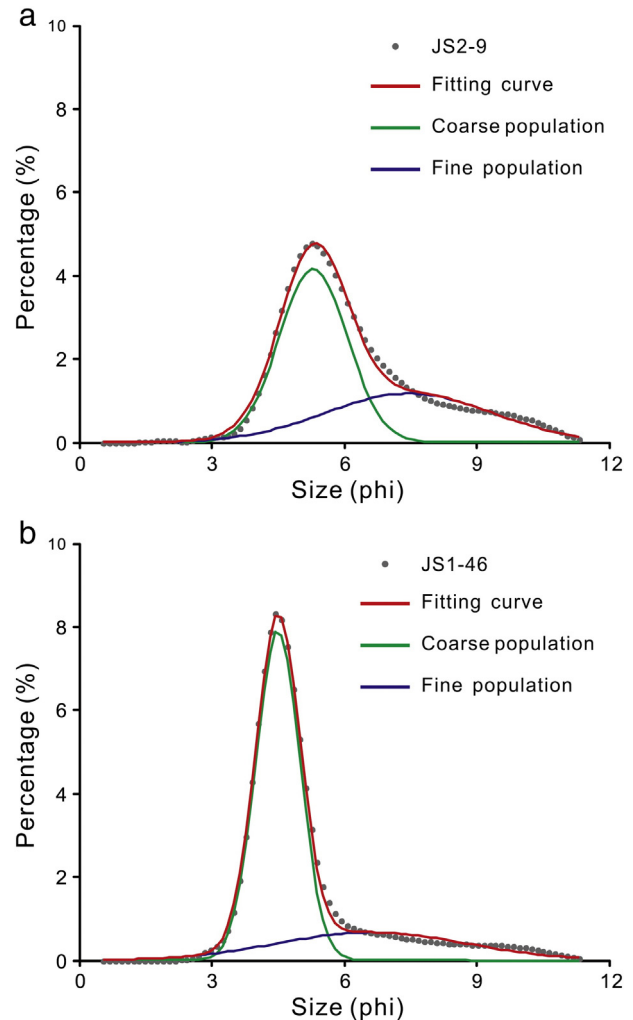 a
10
8
6
4
2
0
Percentage (%)
JS2-9
Fitting curve
Coarse population
Fine population
0 3 6 9 12
Size (phi)
b
10
8
6
4
2
0
Percentage (%)
JS1-46
Fitting curve
Coarse population
Fine population
0 3 6 9 12
Size (phi)